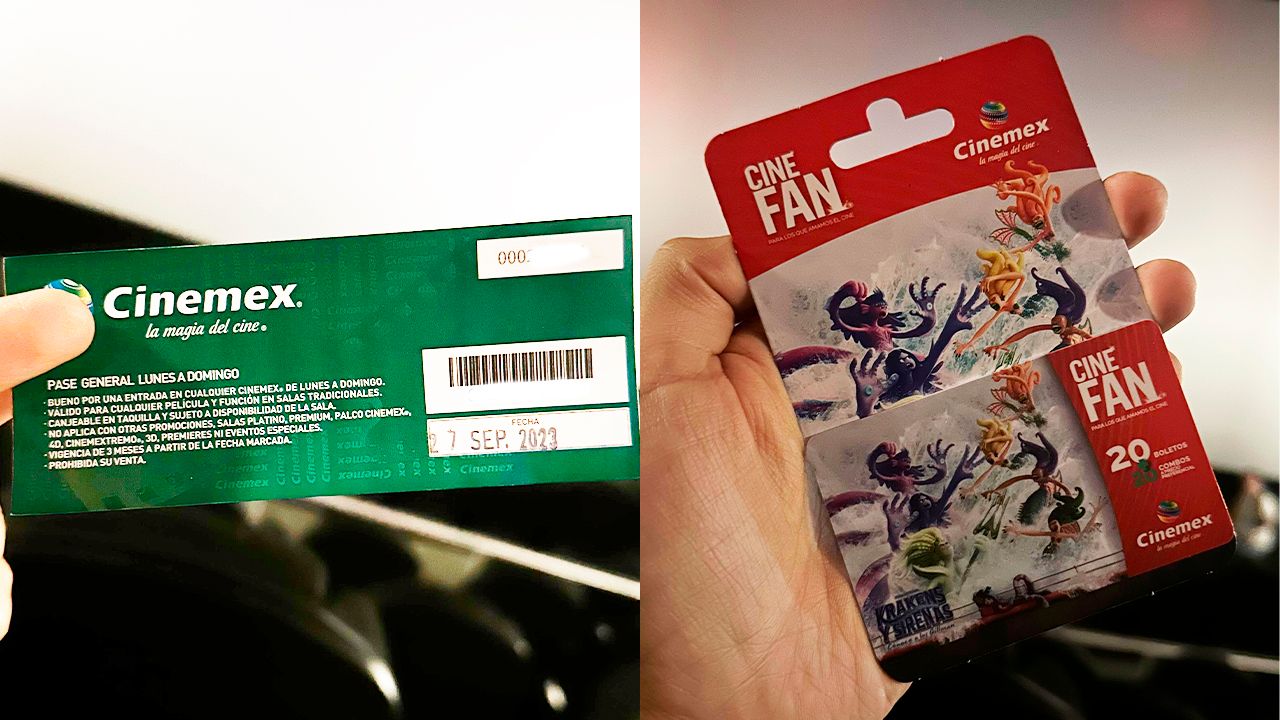 0003
Cinemex®
la magia del cine®
PASE GENERAL LUNES A DOMINGO
· BUENO POR UNA ENTRADA EN CUALQUIER CINEMEX® DE LUNES A DOMINGO.
· VÁLIDO PARA CUALQUIER PELÍCULA Y FUNCIÓN EN SALAS TRADICIONALES.
· CANJEABLE EN TAQUILLA Y SUJETO A DISPONIBILIDAD DE LA SALA.
· NO APLICA CON OTRAS PROMOCIONES, SALAS PLATINO, PREMIUM, PALCO CINEMEX®,
4D, CINEMEXTREMO®, 3D, PREMIERES NI EVENTOS ESPECIALES.
· VIGENCIA DE 3 MESES A PARTIR DE LA FECHA MARCADA.
· PROHIBIDA SU VENTA.
FECHA
27 SEP. 2023
CINE
FAN®
PARA LOS QUE AMAMOS EL CINE
Cinemex®
la magia del cine
CINE
FAN®
PARA LOS QUE AMAMOS EL CINE
20 BOLETOS
COMBOS
A PRECIO
PREFERENCIAL
Cinemex®
la magia del cine
KRAKENS
Y SIRENAS